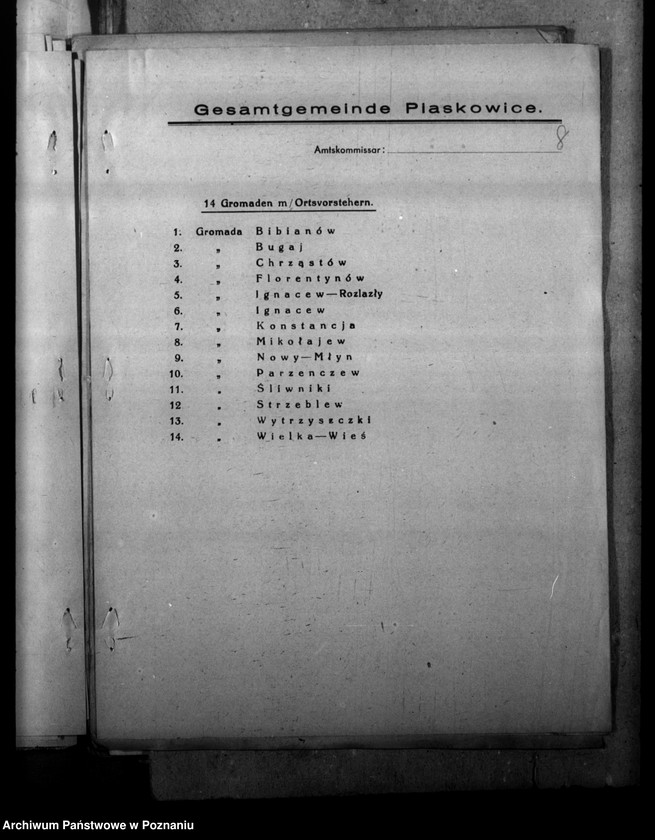 Gesamtgemeinde Piaskowice.
8
Amtskommissar:
14 Gromaden m/Ortsvorstehern.
1. Gromada Bibianów
2. „ Bugaj
3. „ Chrząstów
4. „ Florentynów
5. „ Ignacew—Rozlazły
6. „ Ignacew
7. „ Konstancja
8. „ Mikołajew
9. „ Nowy—Młyn
10. „ Parzenczew
11. „ Śliwniki
12 „ Strzeblew
13. „ Wytrzyszczki
14. „ Wielka—Wieś
Archiwum Państwowe w Poznaniu